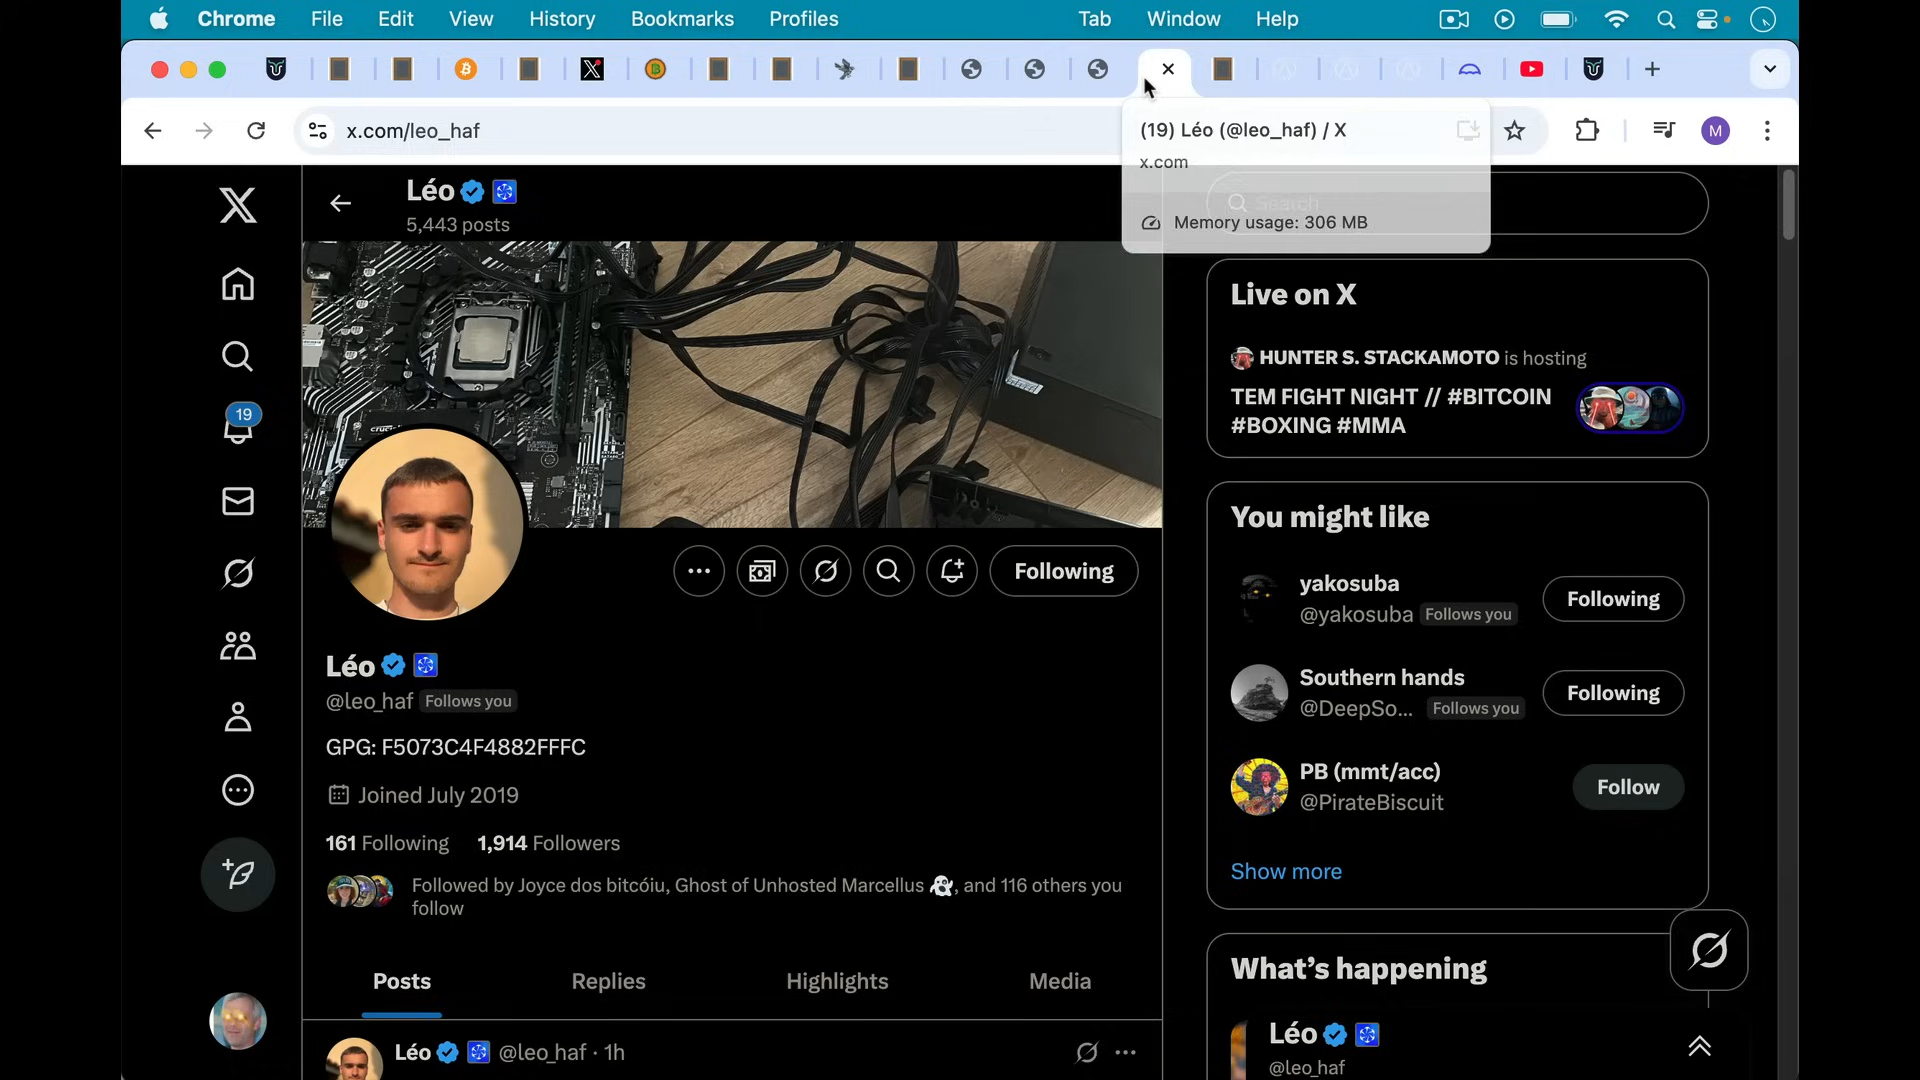 Chrome File Edit View History Bookmarks Profiles Tab Window Help
x.com/leo_haf
(19) Léo (@leo_haf) / X
x.com
Memory usage: 306 MB
M
Léo
5,443 posts
Search
19
Following
Léo
@leo_haf Follows you
GPG: F5073C4F4882FFFC
Joined July 2019
161 Following 1,914 Followers
Followed by Joyce dos bitcóiu, Ghost of Unhosted Marcellus 👻, and 116 others you
follow
Posts Replies Highlights Media
Léo @leo_haf · 1h
Live on X
HUNTER S. STACKAMOTO is hosting
TEM FIGHT NIGHT // #BITCOIN
#BOXING #MMA
You might like
yakosuba
@yakosuba Follows you
Following
Southern hands
@DeepSo... Follows you
Following
PB (mmt/acc)
@PirateBiscuit
Follow
Show more
What's happening
Léo
@leo_haf